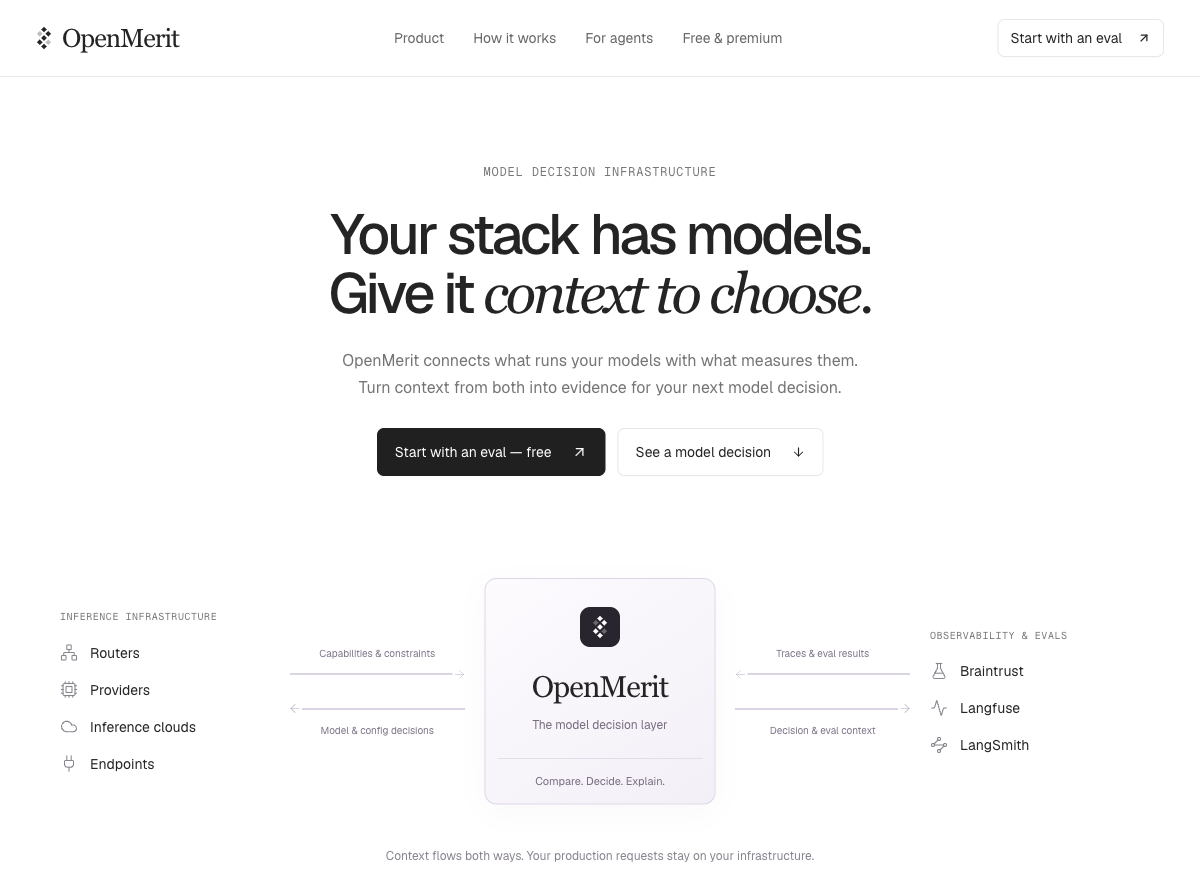 OpenMerit
Product
How it works
For agents
Free & premium
Start with an eval
MODEL DECISION INFRASTRUCTURE
Your stack has models.
Give it context to choose.
OpenMerit connects what runs your models with what measures them.
Turn context from both into evidence for your next model decision.
Start with an eval — free
See a model decision
INFERENCE INFRASTRUCTURE
Routers
Providers
Inference clouds
Endpoints
Capabilities & constraints
Model & config decisions
OpenMerit
The model decision layer
Compare. Decide. Explain.
Traces & eval results
Decision & eval context
OBSERVABILITY & EVALS
Braintrust
Langfuse
LangSmith
Context flows both ways. Your production requests stay on your infrastructure.